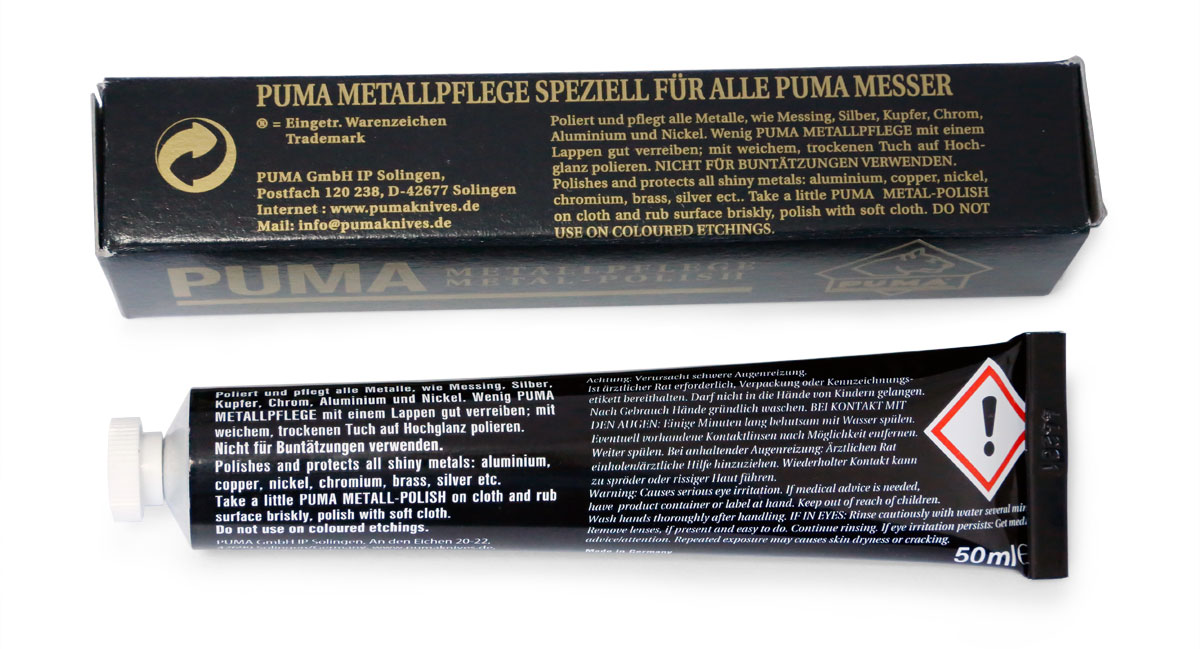 PUMA METALLPFLEGE SPEZIELL FÜR ALLE PUMA MESSER
® = Eingetr. Warenzeichen
Trademark
PUMA GmbH IP Solingen,
Postfach 120 238, D-42677 Solingen
Internet : www.pumaknives.de
Mail: info@pumaknives.de
Poliert und pflegt alle Metalle, wie Messing, Silber, Kupfer, Chrom,
Aluminium und Nickel. Wenig PUMA METALLPFLEGE mit einem
Lappen gut verreiben; mit weichem, trockenen Tuch auf Hoch-
glanz polieren. NICHT FÜR BUNTÄTZUNGEN VERWENDEN.
Polishes and protects all shiny metals: aluminium, copper, nickel,
chromium, brass, silver ect.. Take a little PUMA METAL-POLISH
on cloth and rub surface briskly, polish with soft cloth. DO NOT
USE ON COLOURED ETCHINGS.
PUMA METALLPFLEGE
METAL-POLISH
PUMA
Poliert und pflegt alle Metalle, wie Messing, Silber,
Kupfer, Chrom, Aluminium und Nickel. Wenig PUMA
METALLPFLEGE mit einem Lappen gut verreiben; mit
weichem, trockenen Tuch auf Hochglanz polieren.
Nicht für Buntätzungen verwenden.
Polishes and protects all shiny metals: aluminium,
copper, nickel, chromium, brass, silver etc.
Take a little PUMA METALL-POLISH on cloth and rub
surface briskly, polish with soft cloth.
Do not use on coloured etchings.
PUMA GmbH IP Solingen, An den Eichen 20-22,
42699 Solingen/Germany, www.pumaknives.de
Achtung: Verursacht schwere Augenreizung.
Ist ärztlicher Rat erforderlich, Verpackung oder Kennzeichnungs-
etikett bereithalten. Darf nicht in die Hände von Kindern gelangen.
Nach Gebrauch Hände gründlich waschen. BEI KONTAKT MIT
DEN AUGEN: Einige Minuten lang behutsam mit Wasser spülen.
Eventuell vorhandene Kontaktlinsen nach Möglichkeit entfernen.
Weiter spülen. Bei anhaltender Augenreizung: Ärztlichen Rat
einholen/ärztliche Hilfe hinzuziehen. Wiederholter Kontakt kann
zu spröder oder rissiger Haut führen.
Warning: Causes serious eye irritation. If medical advice is needed,
have product container or label at hand. Keep out of reach of children.
Wash hands thoroughly after handling. IF IN EYES: Rinse cautiously with water several min
Remove lenses, if present and easy to do. Continue rinsing. If eye irritation persists: Get med.
advice/attention. Repeated exposure may causes skin dryness or cracking.
Made in Germany
50ml℮